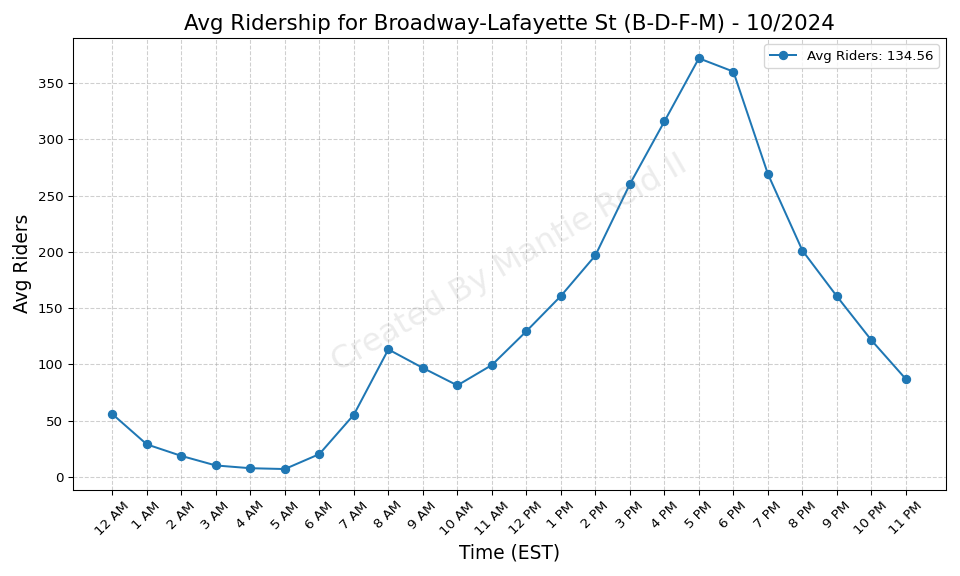 Avg Ridership for Broadway-Lafayette St (B-D-F-M) - 10/2024
Avg Riders: 134.56
Avg Riders
350
300
250
200
150
100
50
0
Created By Mantle Reid II
12 AM
1 AM
2 AM
3 AM
4 AM
5 AM
6 AM
7 AM
8 AM
9 AM
10 AM
11 AM
12 PM
1 PM
2 PM
3 PM
4 PM
5 PM
6 PM
7 PM
8 PM
9 PM
10 PM
11 PM
Time (EST)